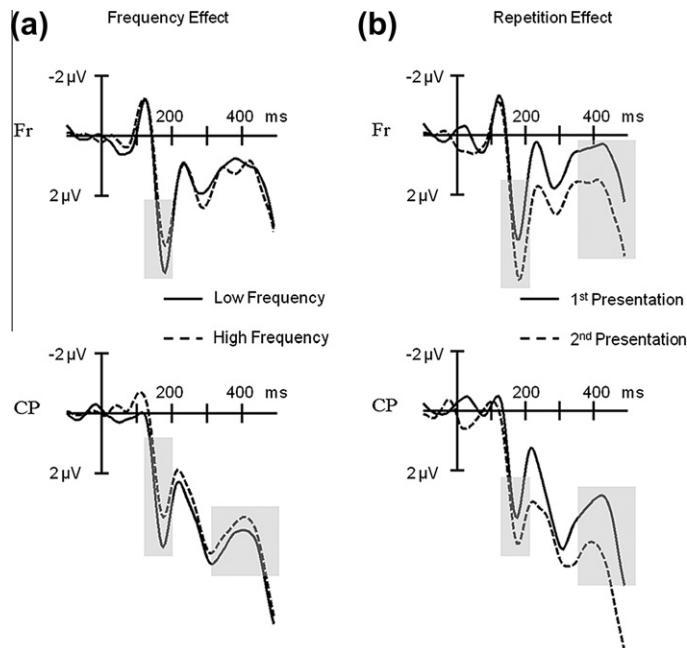 (a) Frequency Effect
(b) Repetition Effect
-2 µV
200 400 ms
Fr
2 µV
-2 µV
200 400 ms
Fr
2 µV
Low Frequency
High Frequency
1st Presentation
2nd Presentation
-2 µV
200 400 ms
CP
2 µV
-2 µV
200 400 ms
CP
2 µV